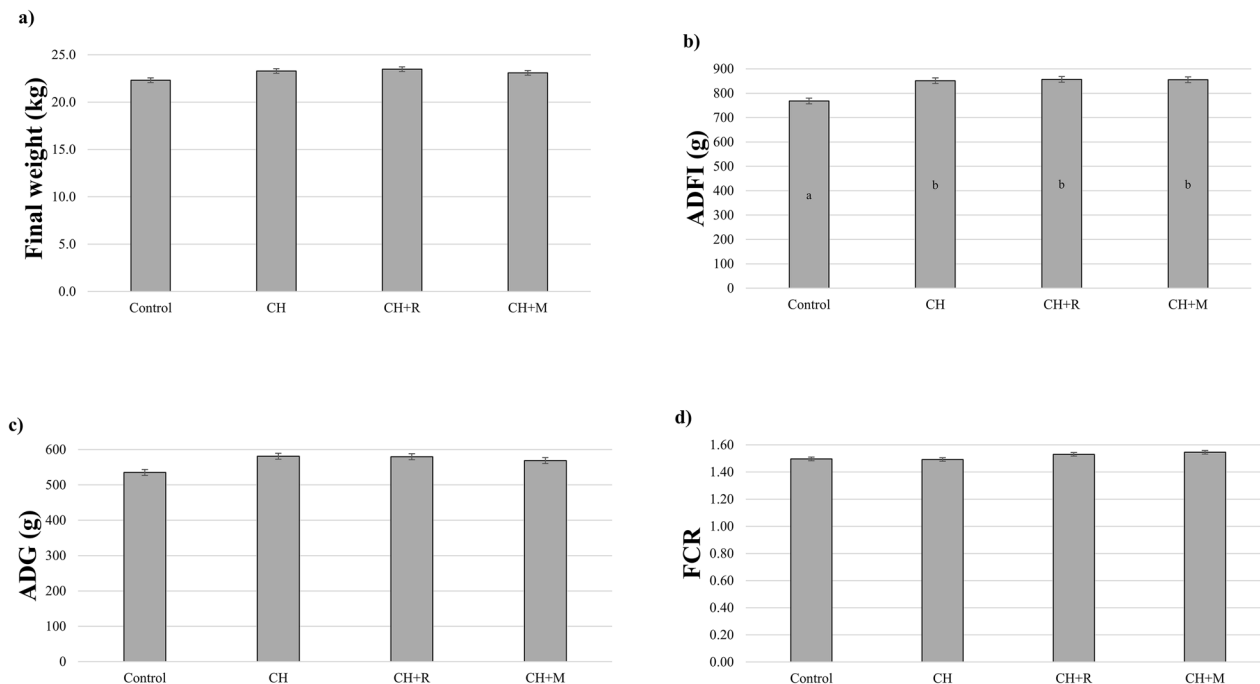 a)
Final weight (kg)
25.0
20.0
15.0
10.0
5.0
0.0
Control CH CH+R CH+M
b)
ADFI (g)
900
800
700
600
500
400
300
200
100
0
a b b b
Control CH CH+R CH+M
c)
ADG (g)
600
500
400
300
200
100
0
Control CH CH+R CH+M
d)
FCR
1.60
1.40
1.20
1.00
0.80
0.60
0.40
0.20
0.00
Control CH CH+R CH+M